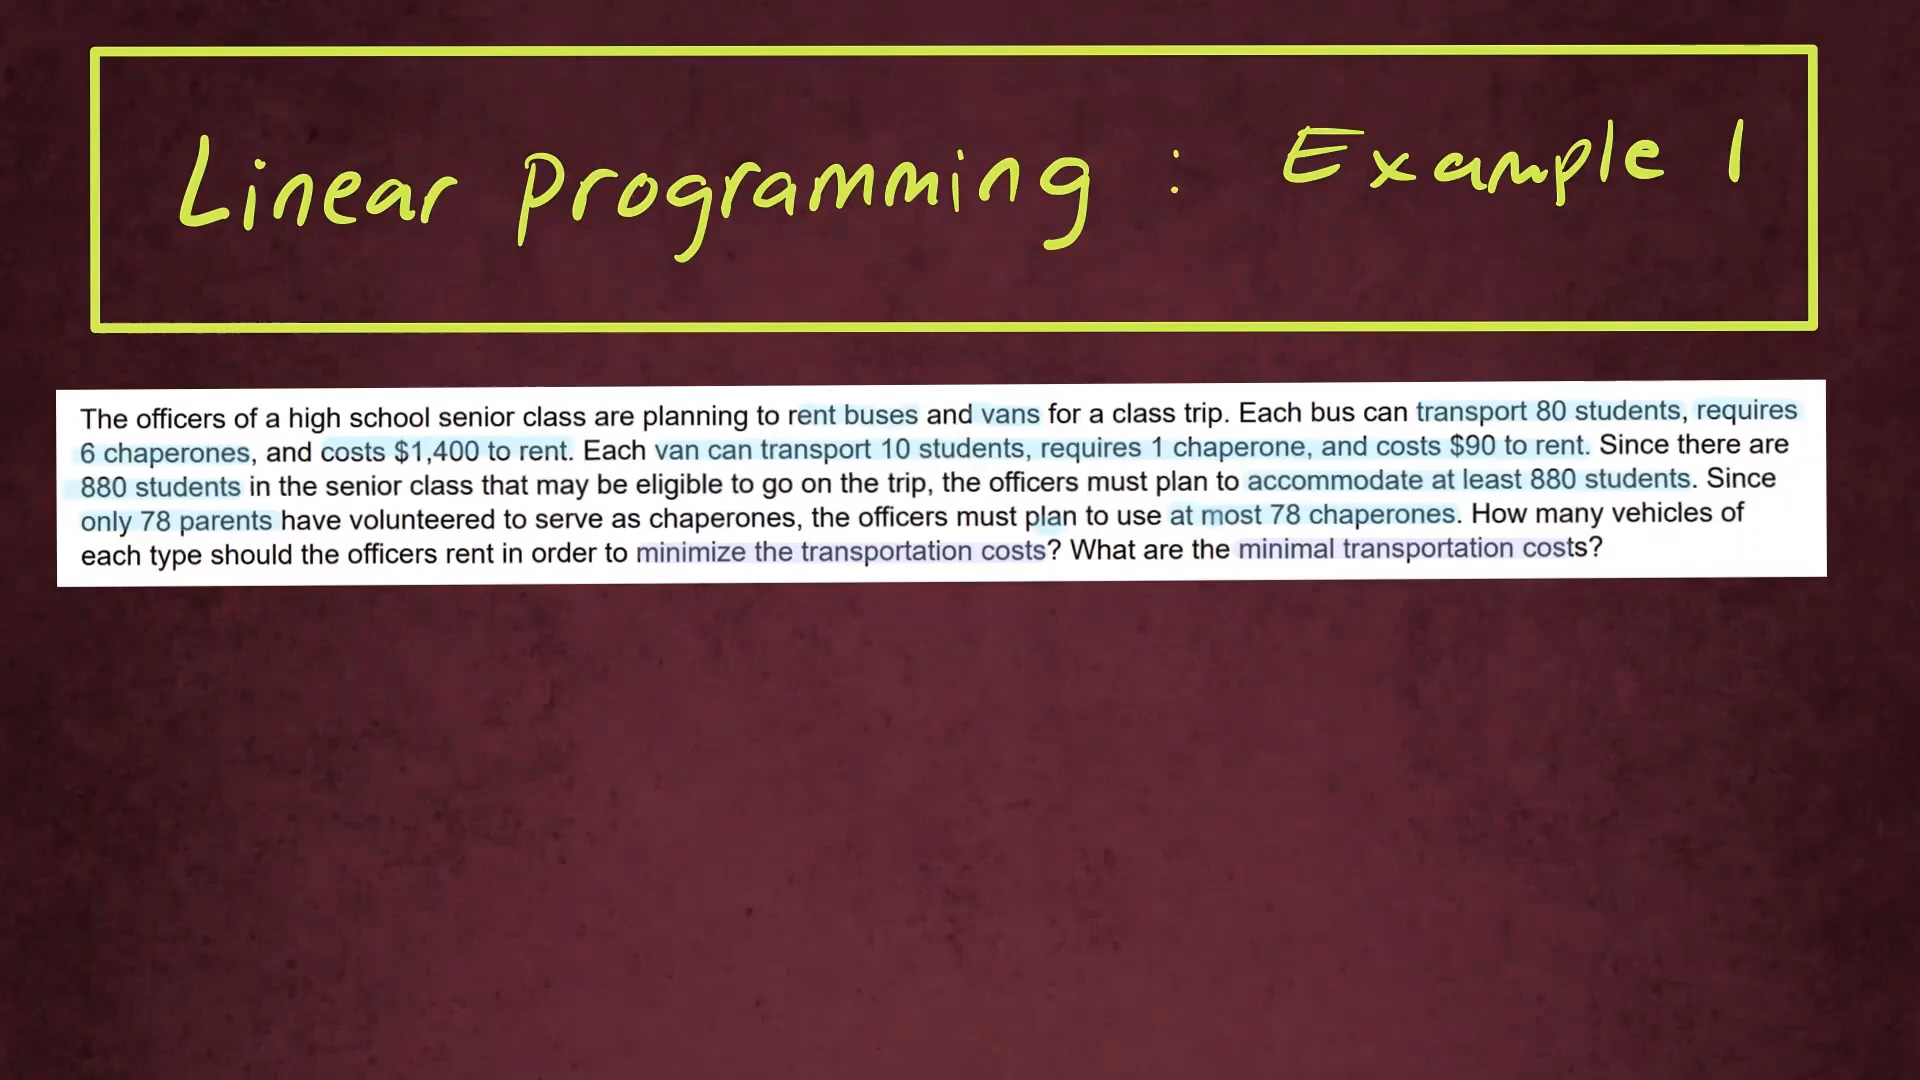 Linear Programming : Example 1
The officers of a high school senior class are planning to rent buses and vans for a class trip. Each bus can transport 80 students, requires
6 chaperones, and costs $1,400 to rent. Each van can transport 10 students, requires 1 chaperone, and costs $90 to rent. Since there are
880 students in the senior class that may be eligible to go on the trip, the officers must plan to accommodate at least 880 students. Since
only 78 parents have volunteered to serve as chaperones, the officers must plan to use at most 78 chaperones. How many vehicles of
each type should the officers rent in order to minimize the transportation costs? What are the minimal transportation costs?